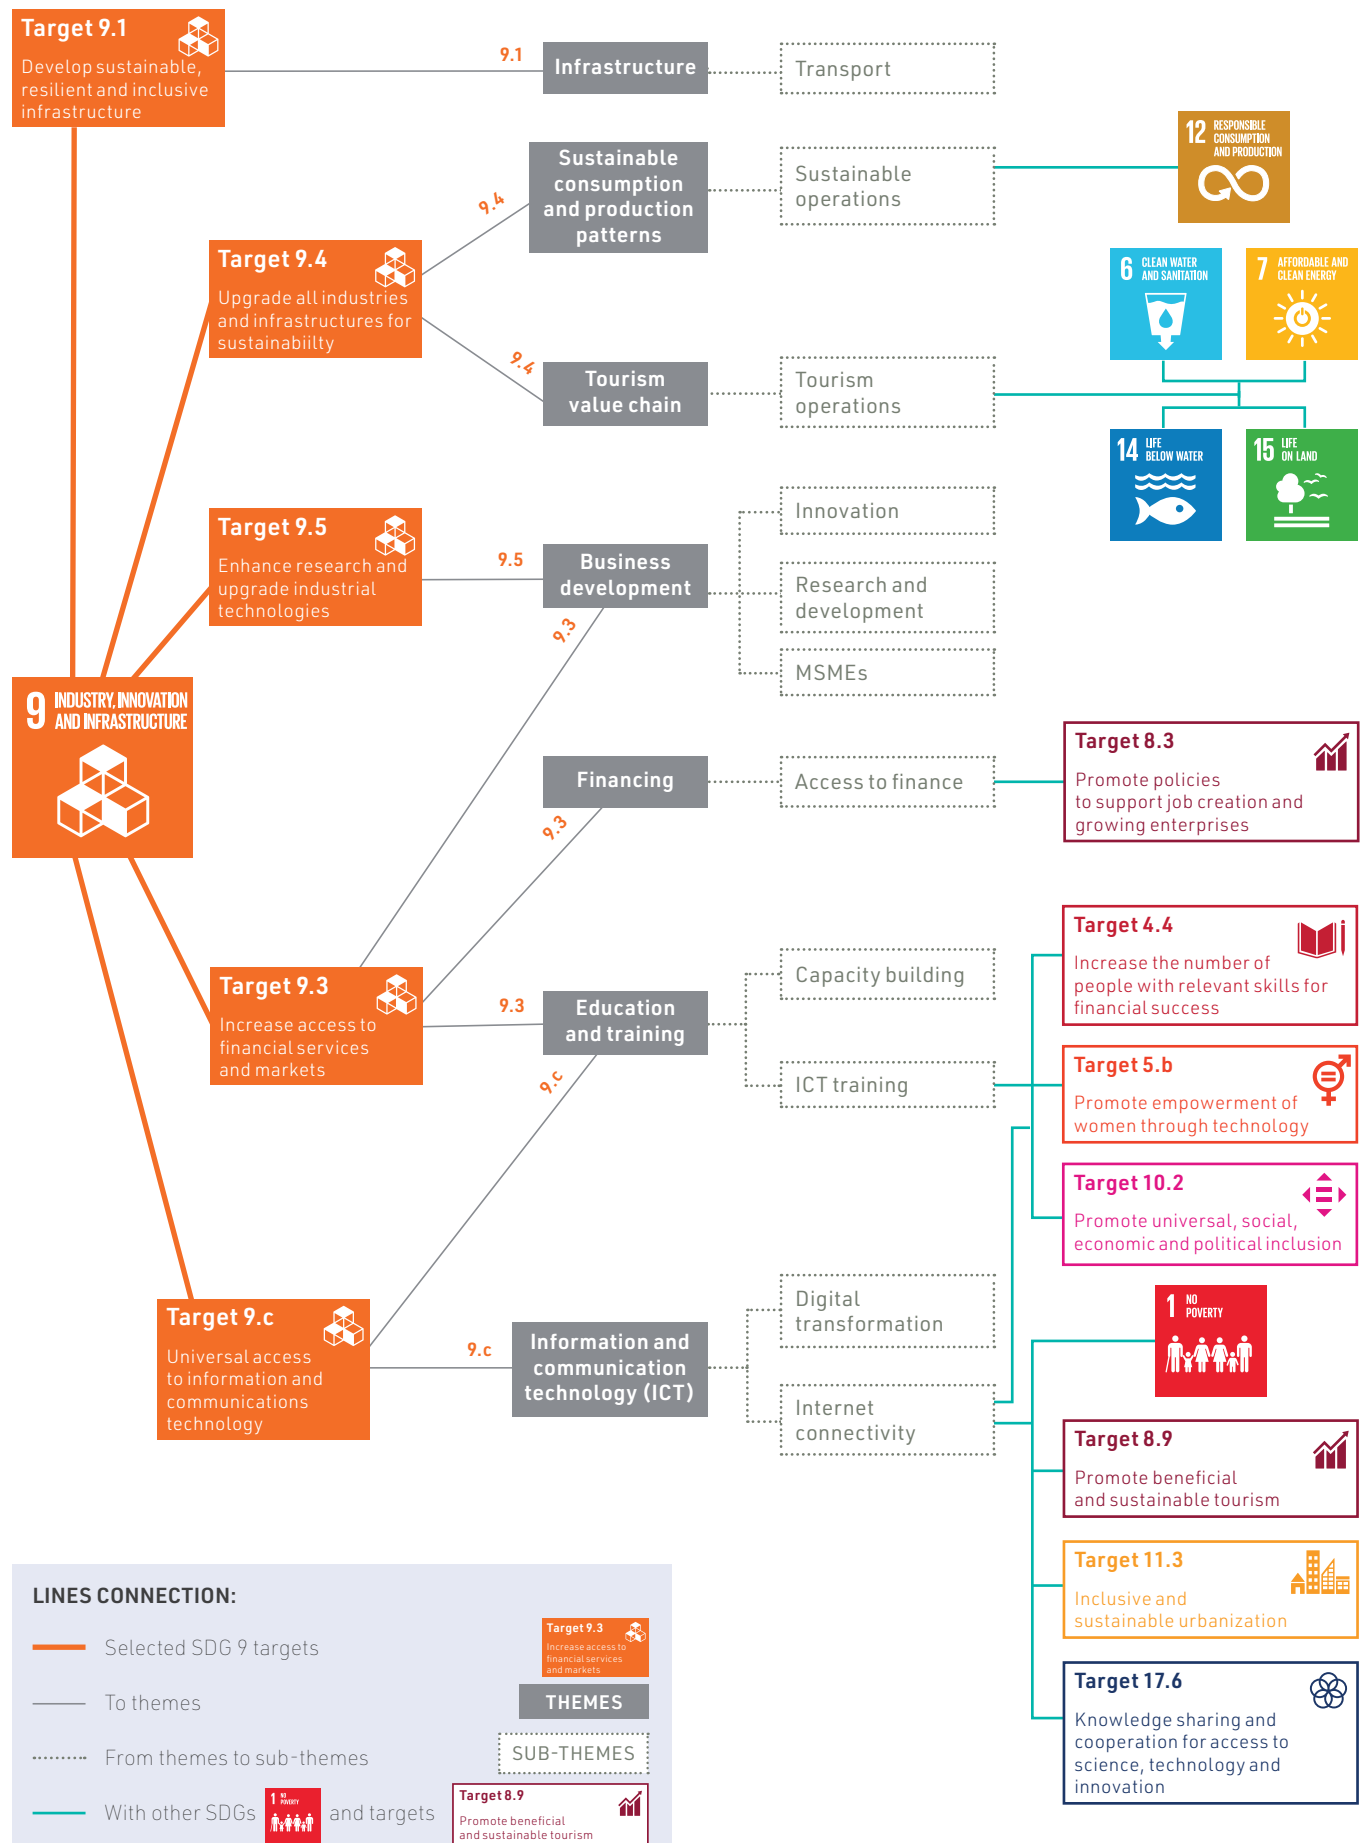 Target 9.1
Develop sustainable,
resilient and inclusive
infrastructure
9.1
Infrastructure
Transport
Sustainable
consumption
and production
patterns
9.4
Sustainable
operations
12 RESPONSIBLE
CONSUMPTION
AND PRODUCTION
Target 9.4
Upgrade all industries
and infrastructures for
sustainabiilty
9.4
Tourism
value chain
Tourism
operations
6 CLEAN WATER
AND SANITATION
7 AFFORDABLE AND
CLEAN ENERGY
14 LIFE
BELOW WATER
15 LIFE
ON LAND
Target 9.5
Enhance research and
upgrade industrial
technologies
9.5
Business
development
9.3
Innovation
Research and
development
MSMEs
9 INDUSTRY, INNOVATION
AND INFRASTRUCTURE
Financing
9.3
Access to finance
Target 8.3
Promote policies
to support job creation and
growing enterprises
Target 9.3
Increase access to
financial services
and markets
9.3
Education
and training
9.c
Capacity building
ICT training
Target 4.4
Increase the number of
people with relevant skills for
financial success
Target 5.b
Promote empowerment of
women through technology
Target 10.2
Promote universal, social,
economic and political inclusion
Target 9.c
Universal access
to information and
communications
technology
9.c
Information and
communication
technology (ICT)
Digital
transformation
Internet
connectivity
1 NO
POVERTY
Target 8.9
Promote beneficial
and sustainable tourism
Target 11.3
Inclusive and
sustainable urbanization
Target 17.6
Knowledge sharing and
cooperation for access to
science, technology and
innovation
LINES CONNECTION:
Selected SDG 9 targets
Target 9.3
Increase access to
financial services
and markets
To themes
THEMES
From themes to sub-themes
SUB-THEMES
With other SDGs
1 NO
POVERTY
and targets
Target 8.9
Promote beneficial
and sustainable tourism